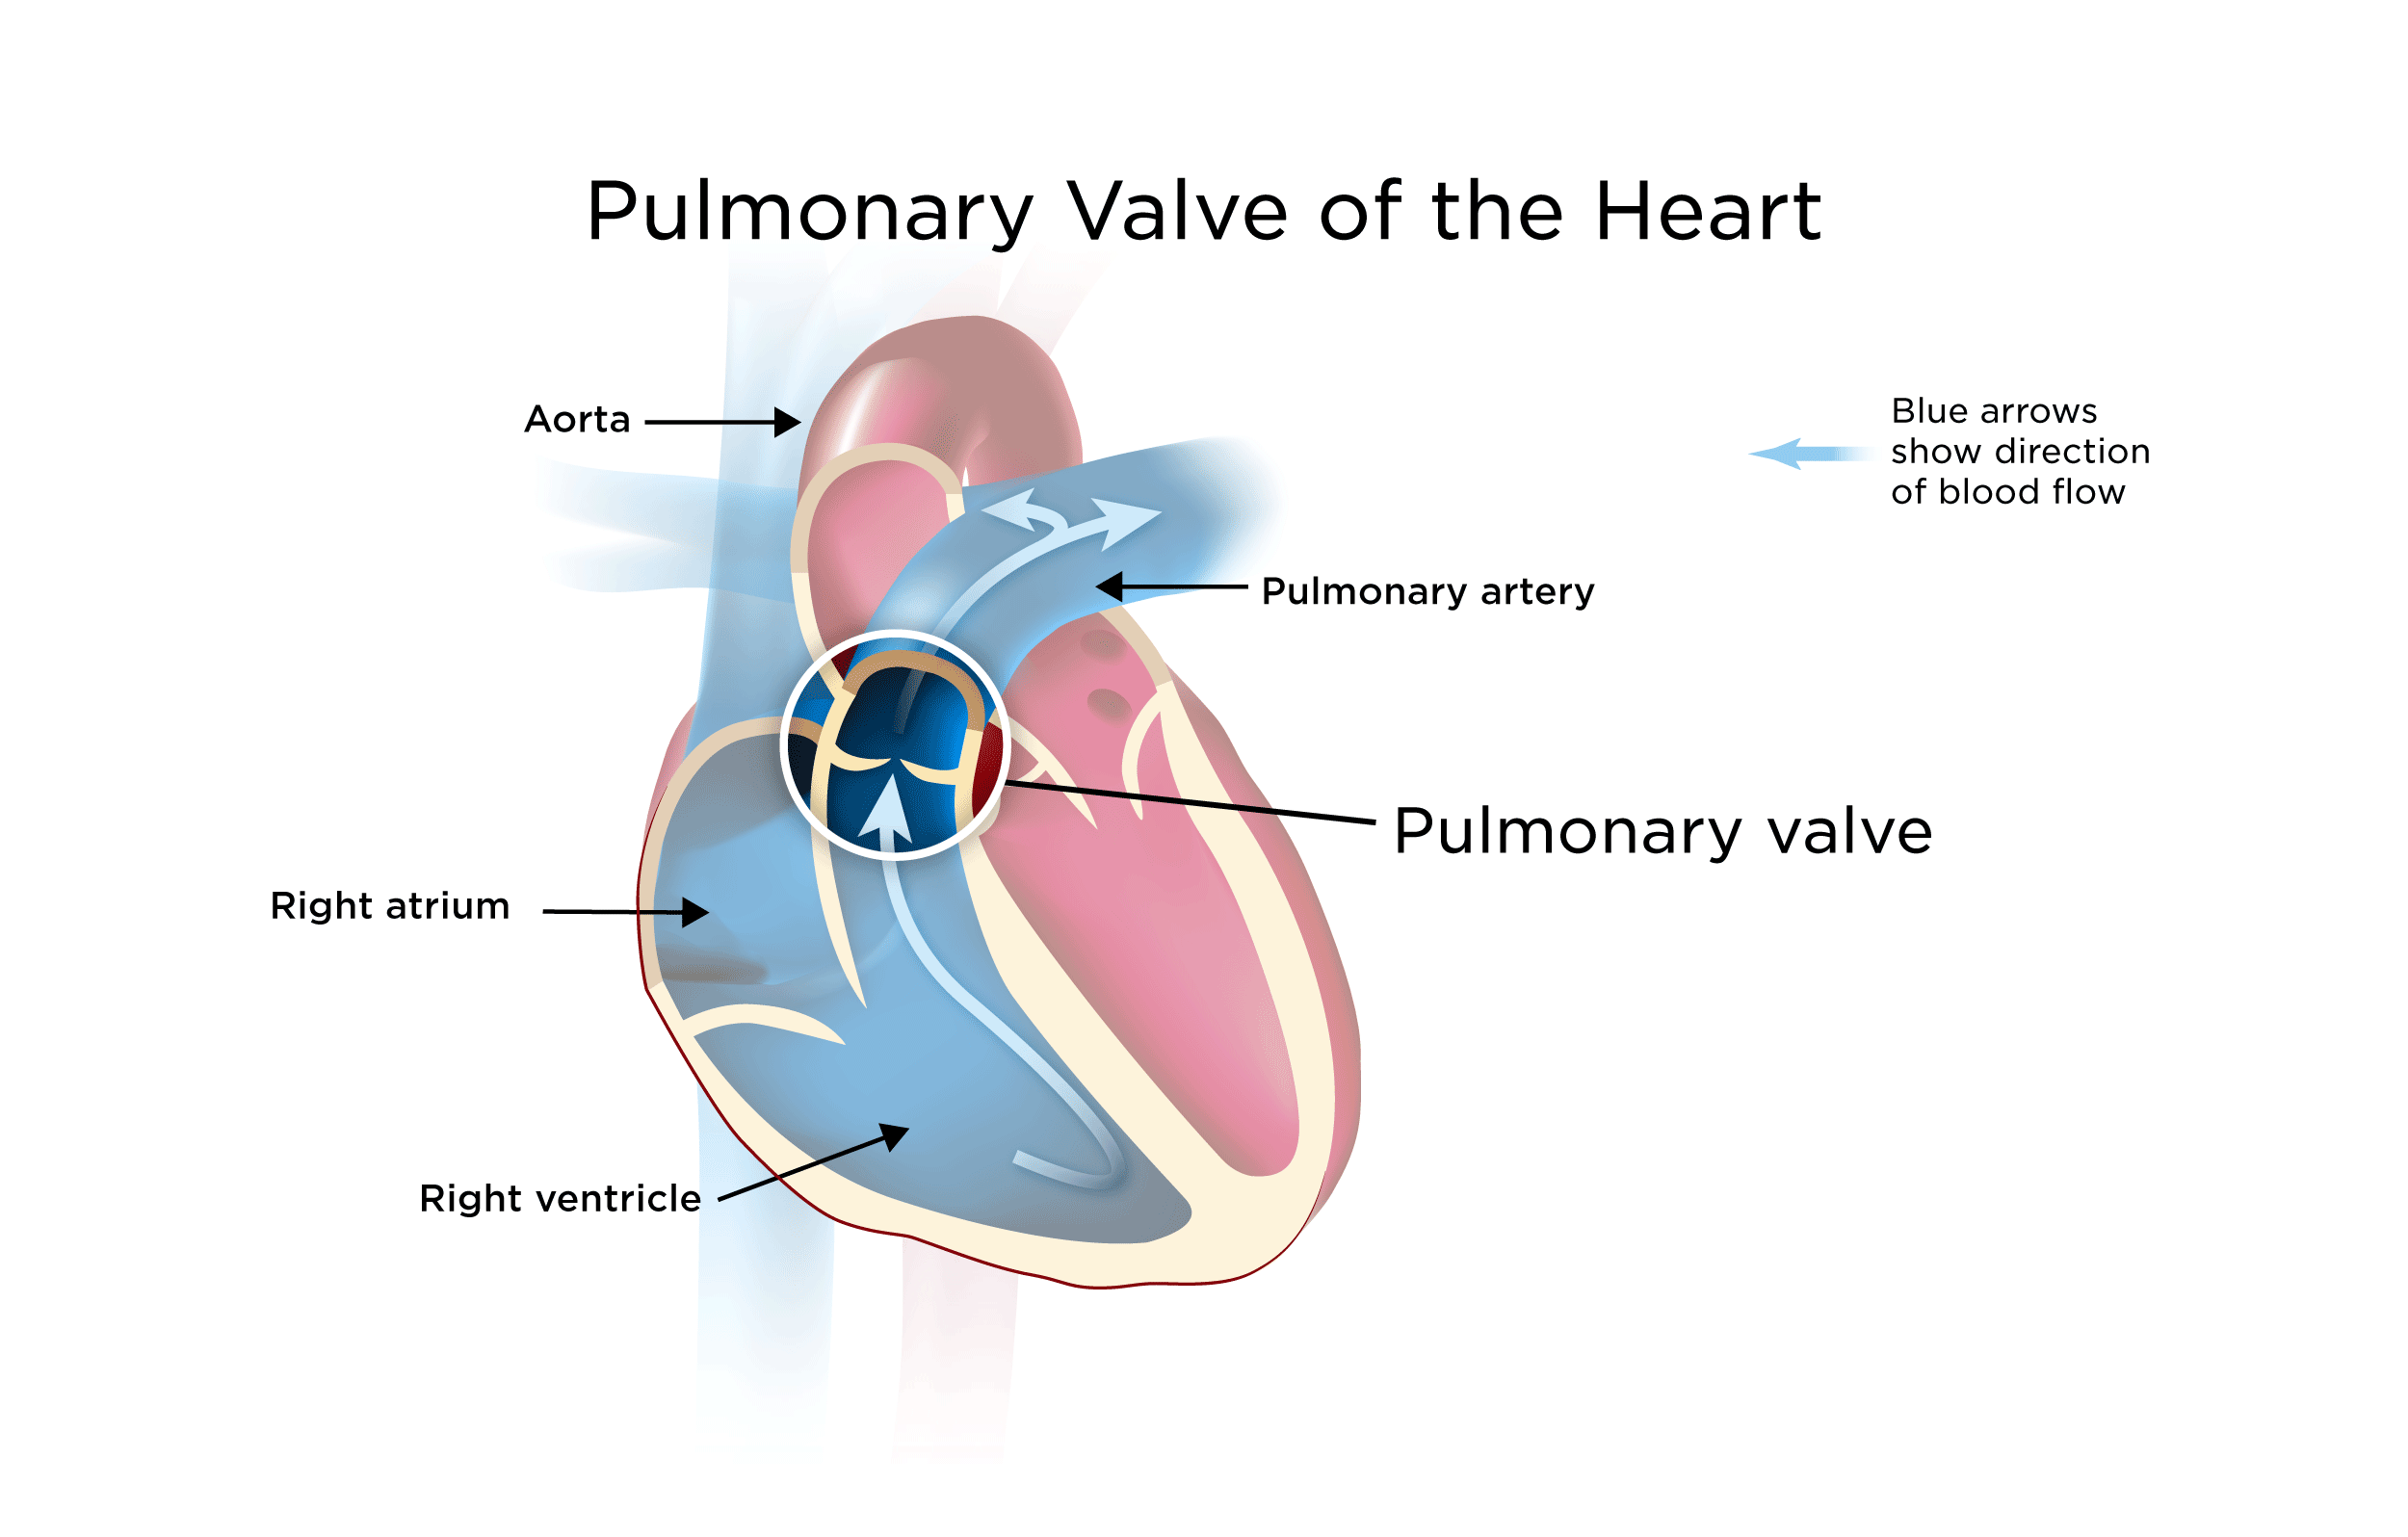 Pulmonary Valve of the Heart
Aorta
Blue arrows
show direction
of blood flow
Pulmonary artery
Pulmonary valve
Right atrium
Right ventricle